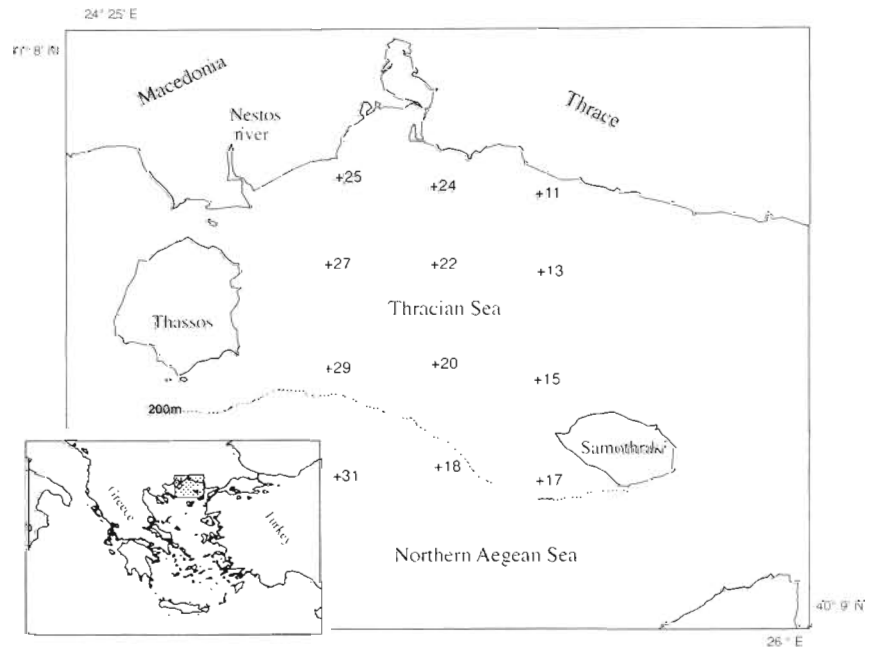 24° 25' E
Macedonia
Nestos
river
Thrace
+25
+24
+11
+27
+22
+13
Thracian Sea
Thassos
+29
+20
+15
200m
Samothraki
+31
+18
+17
Greece
Turkey
Northern Aegean Sea
40° 9' N
26° E